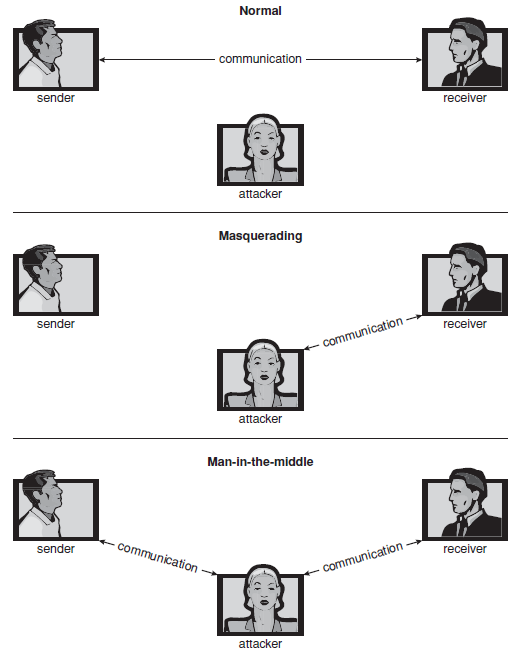 Normal
communication
sender
receiver
attacker
Masquerading
sender
communication
receiver
attacker
Man-in-the-middle
sender
communication
communication
receiver
attacker